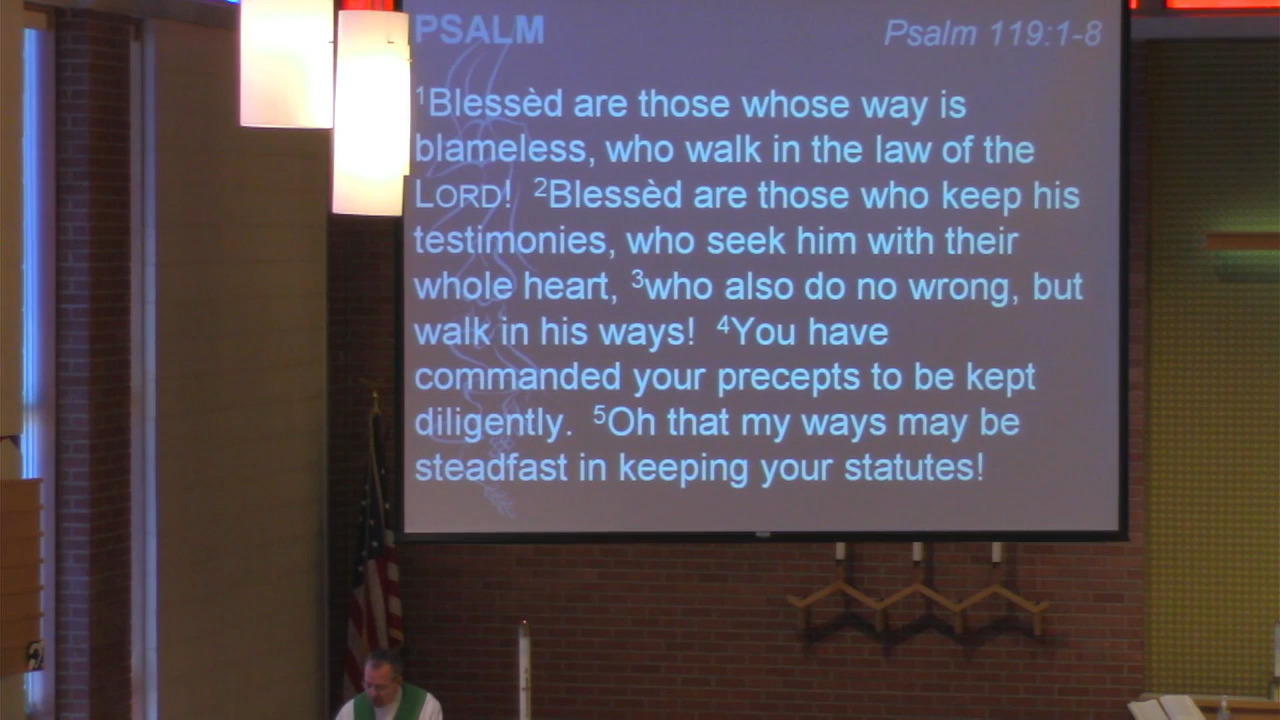 PSALM Psalm 119:1-8
¹Blessèd are those whose way is
blameless, who walk in the law of the
LORD! ²Blessèd are those who keep his
testimonies, who seek him with their
whole heart, ³who also do no wrong, but
walk in his ways! ⁴You have
commanded your precepts to be kept
diligently. ⁵Oh that my ways may be
steadfast in keeping your statutes!